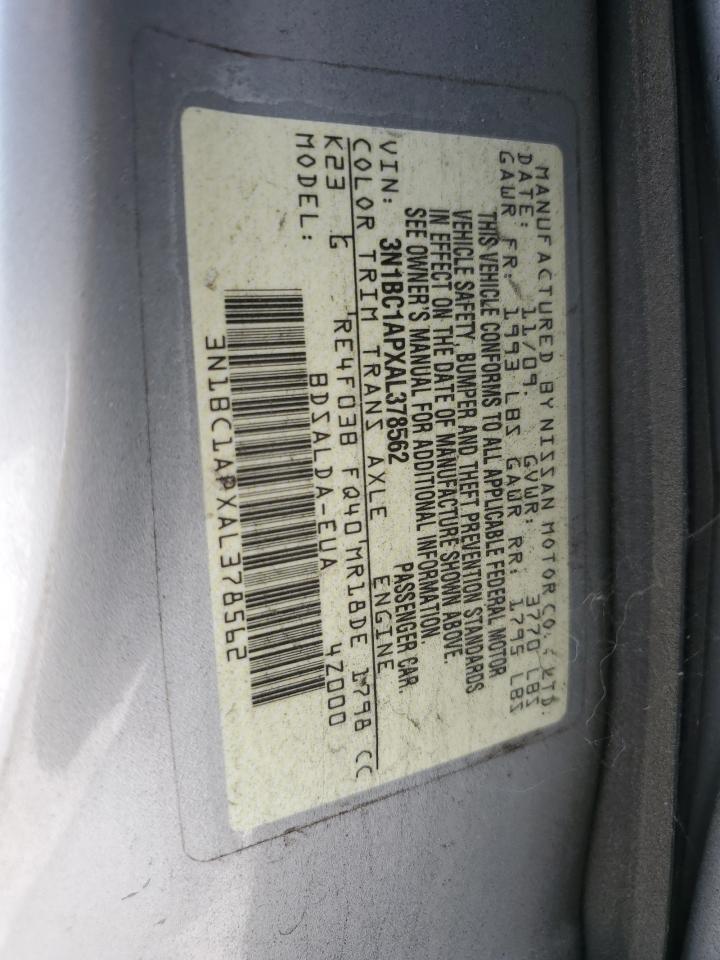 MANUFACTURED BY NISSAN MOTOR CO., LTD.
DATE: 11/09. GVWR: 3770 LBS
GAWR FR: 1993 LBS GAWR RR: 1795 LBS
THIS VEHICLE CONFORMS TO ALL APPLICABLE FEDERAL MOTOR
VEHICLE SAFETY, BUMPER AND THEFT PREVENTION STANDARDS
IN EFFECT ON THE DATE OF MANUFACTURE SHOWN ABOVE.
SEE OWNER'S MANUAL FOR ADDITIONAL INFORMATION.
VIN: 3N1BC1APXAL378562 PASSENGER CAR.
COLOR TRIM TRANS AXLE ENGINE
K23 G RE4F03B FQ40 MR18DE 1798 CC
MODEL: BDSALDA-EUA 4Z000
3N1BC1APXAL378562